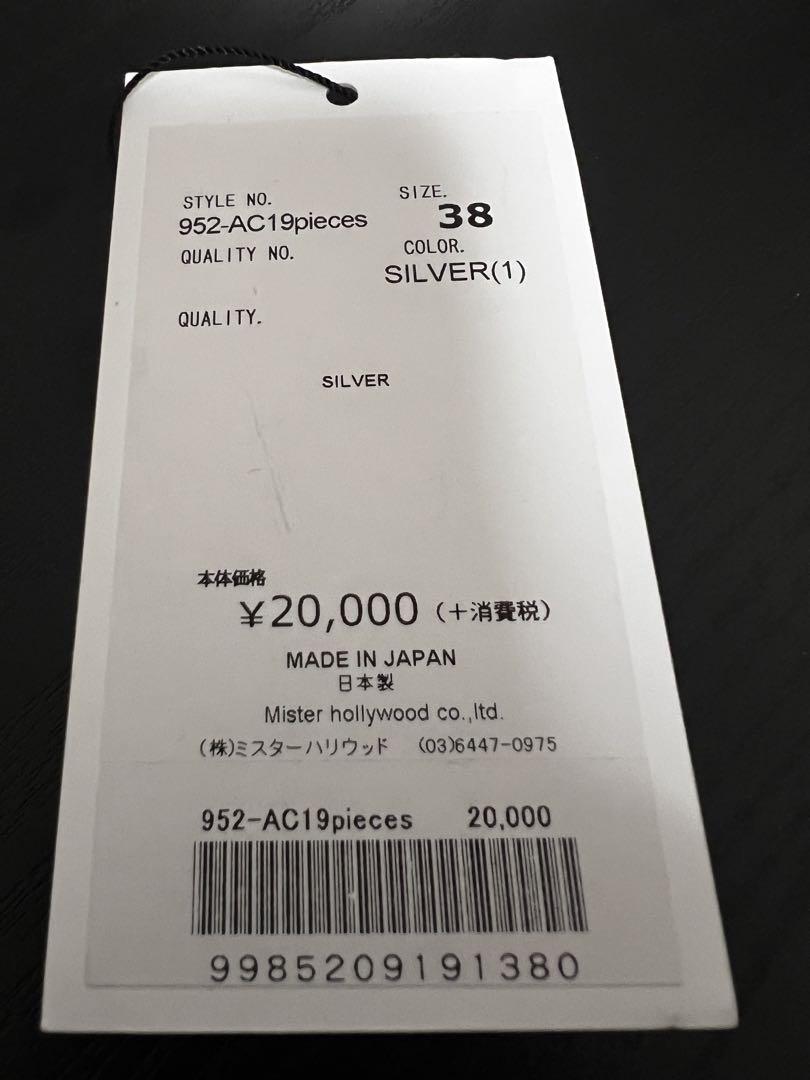 STYLE NO. SIZE.
952-AC19pieces 38
QUALITY NO. COLOR.
SILVER(1)
QUALITY.
SILVER
本体価格
¥20,000 (+消費税)
MADE IN JAPAN
日本製
Mister hollywood co.,ltd.
(株)ミスターハリウッド (03)6447-0975
952-AC19pieces 20,000
9985209191380